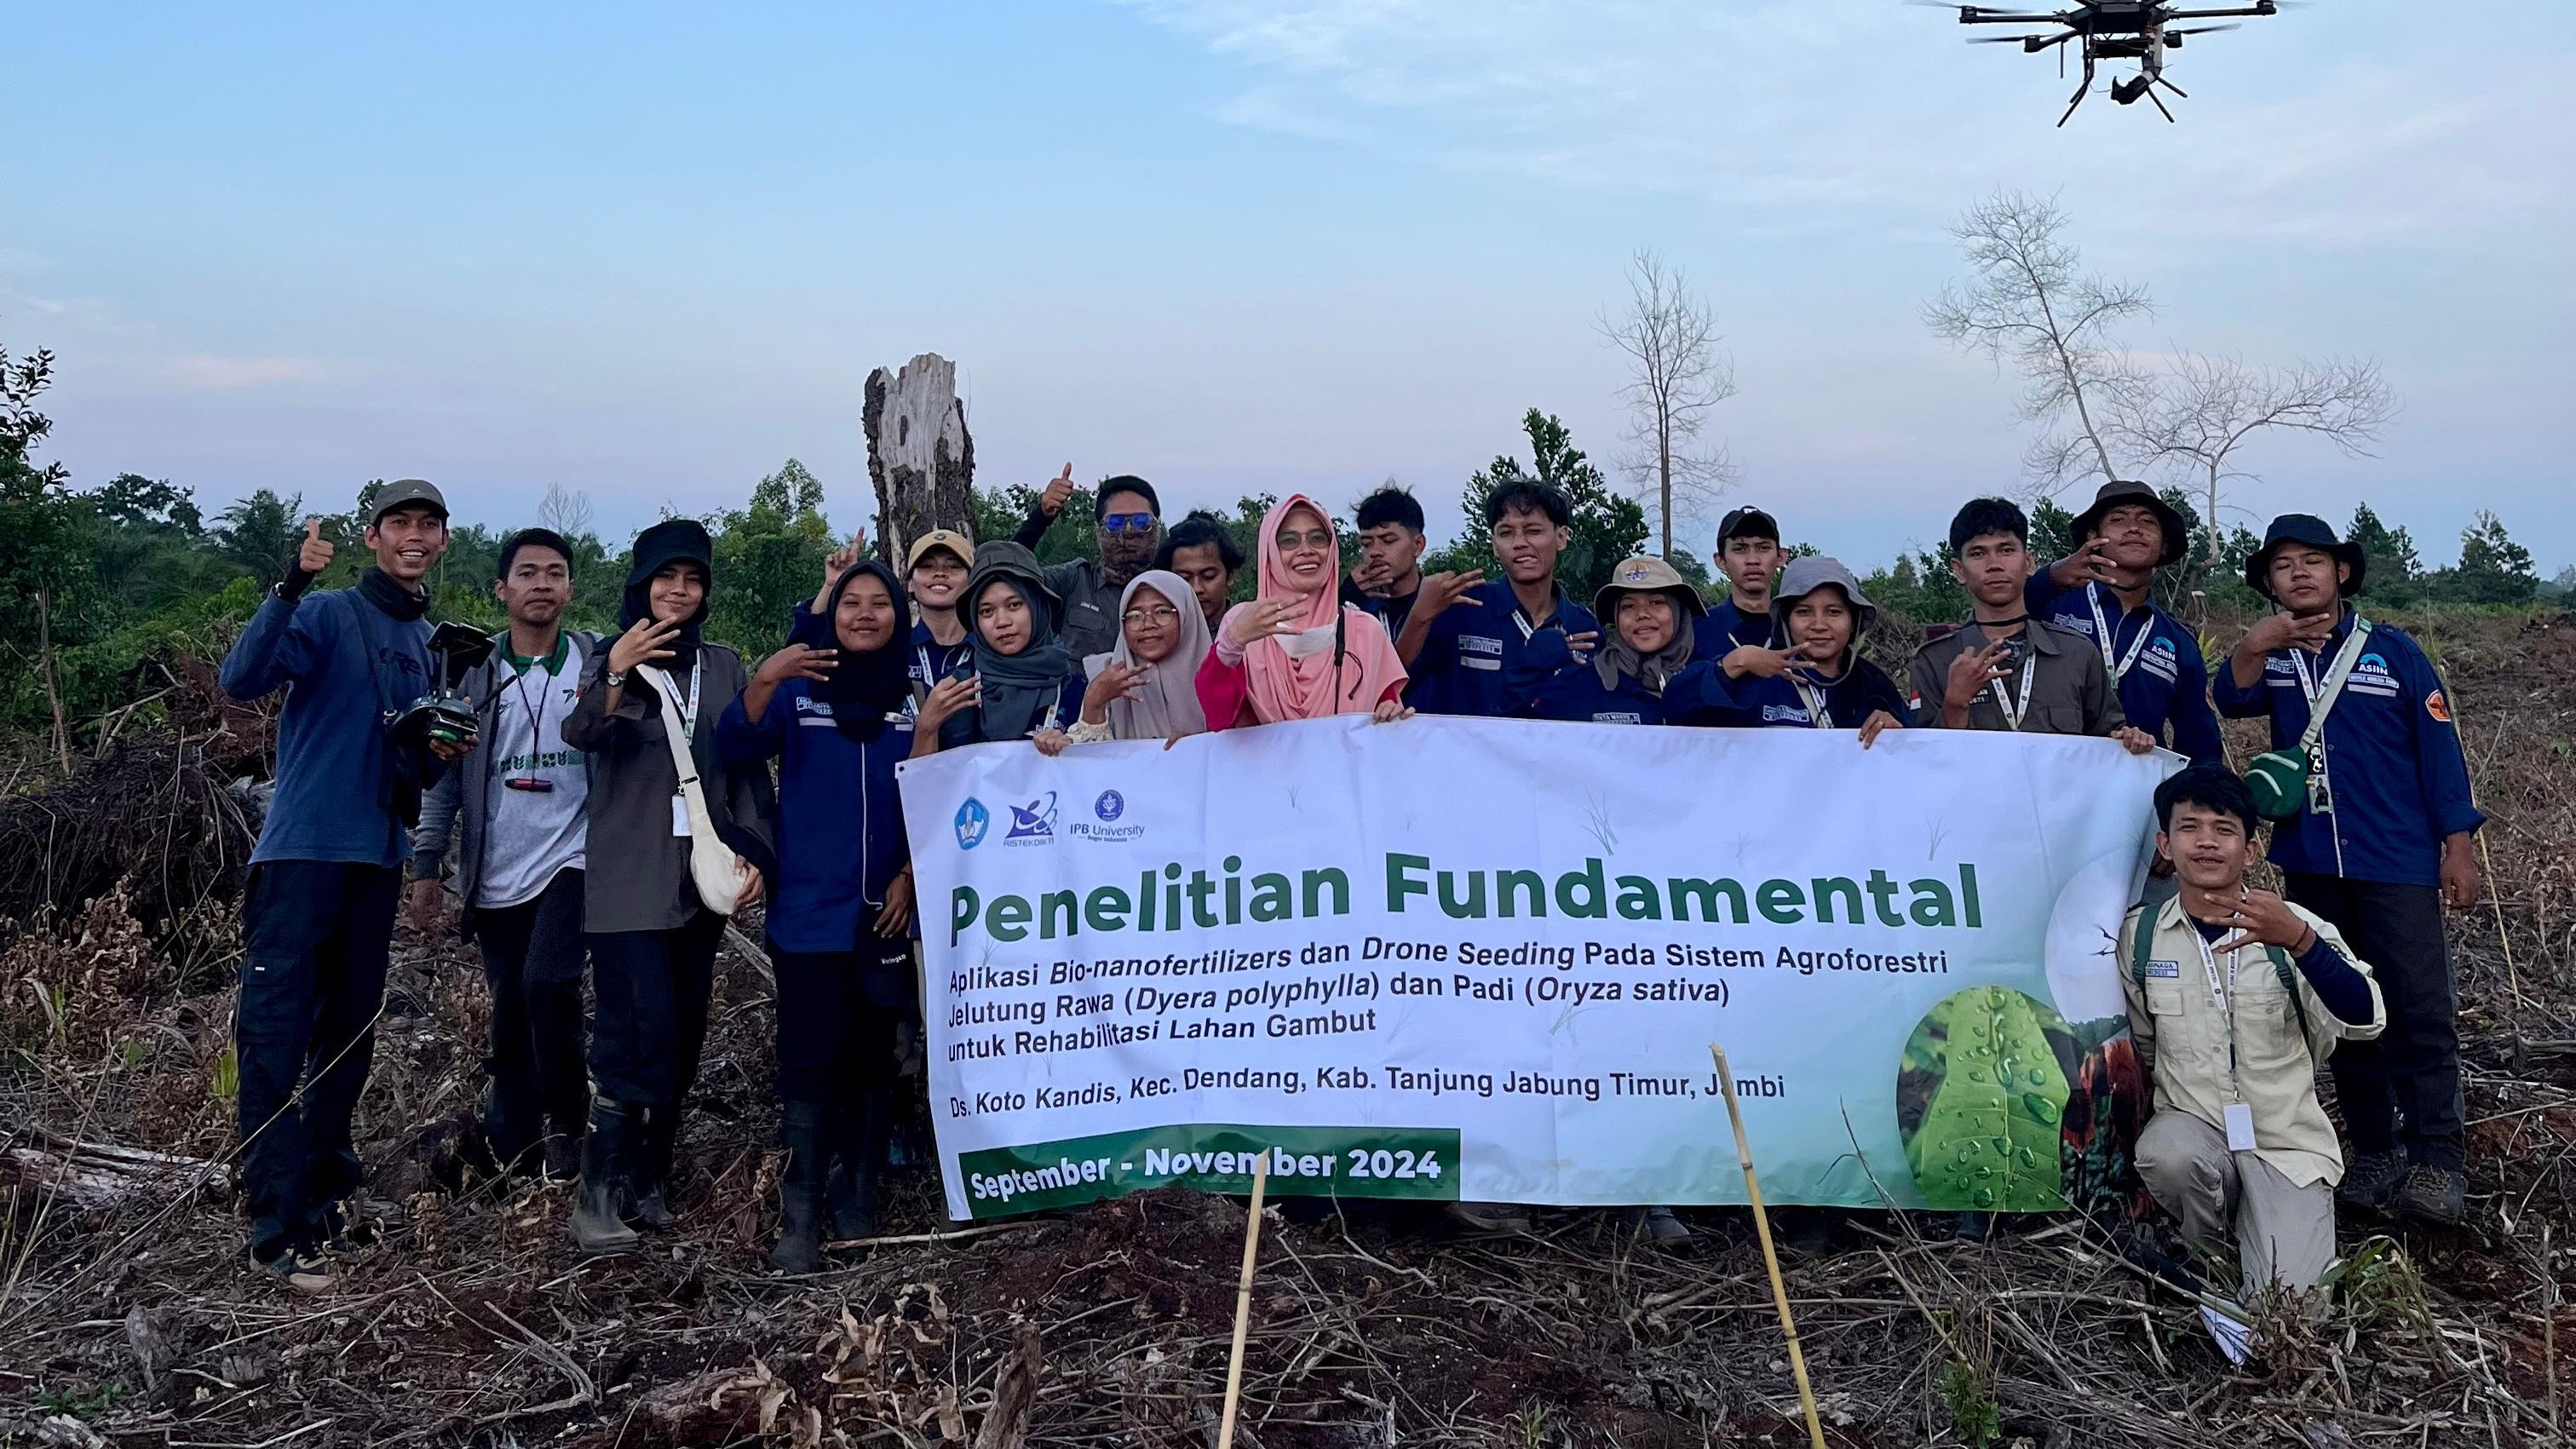 RISTEKDIKTI
IPB University
Bogor Indonesia
Penelitian Fundamental
Aplikasi Bio-nanofertilizers dan Drone Seeding Pada Sistem Agroforestri
Jelutung Rawa (Dyera polyphylla) dan Padi (Oryza sativa)
untuk Rehabilitasi Lahan Gambut
Ds. Koto Kandis, Kec. Dendang, Kab. Tanjung Jabung Timur, Jambi
September - November 2024
ASIIN
ASIIN